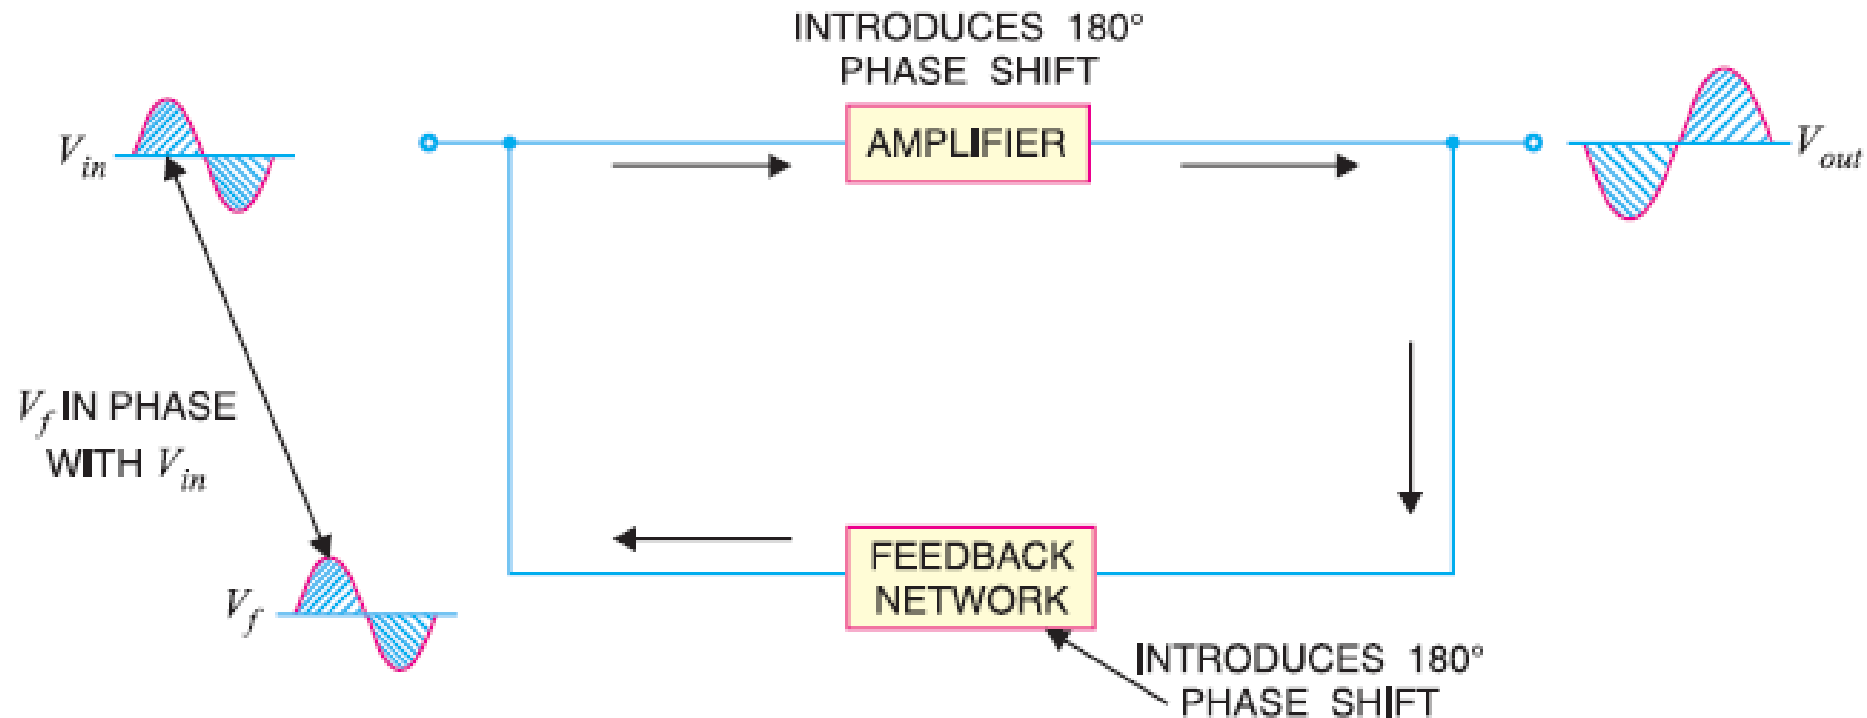 INTRODUCES 180°
PHASE SHIFT
V_in
AMPLIFIER
V_out
V_f IN PHASE
WITH V_in
V_f
FEEDBACK
NETWORK
INTRODUCES 180°
PHASE SHIFT